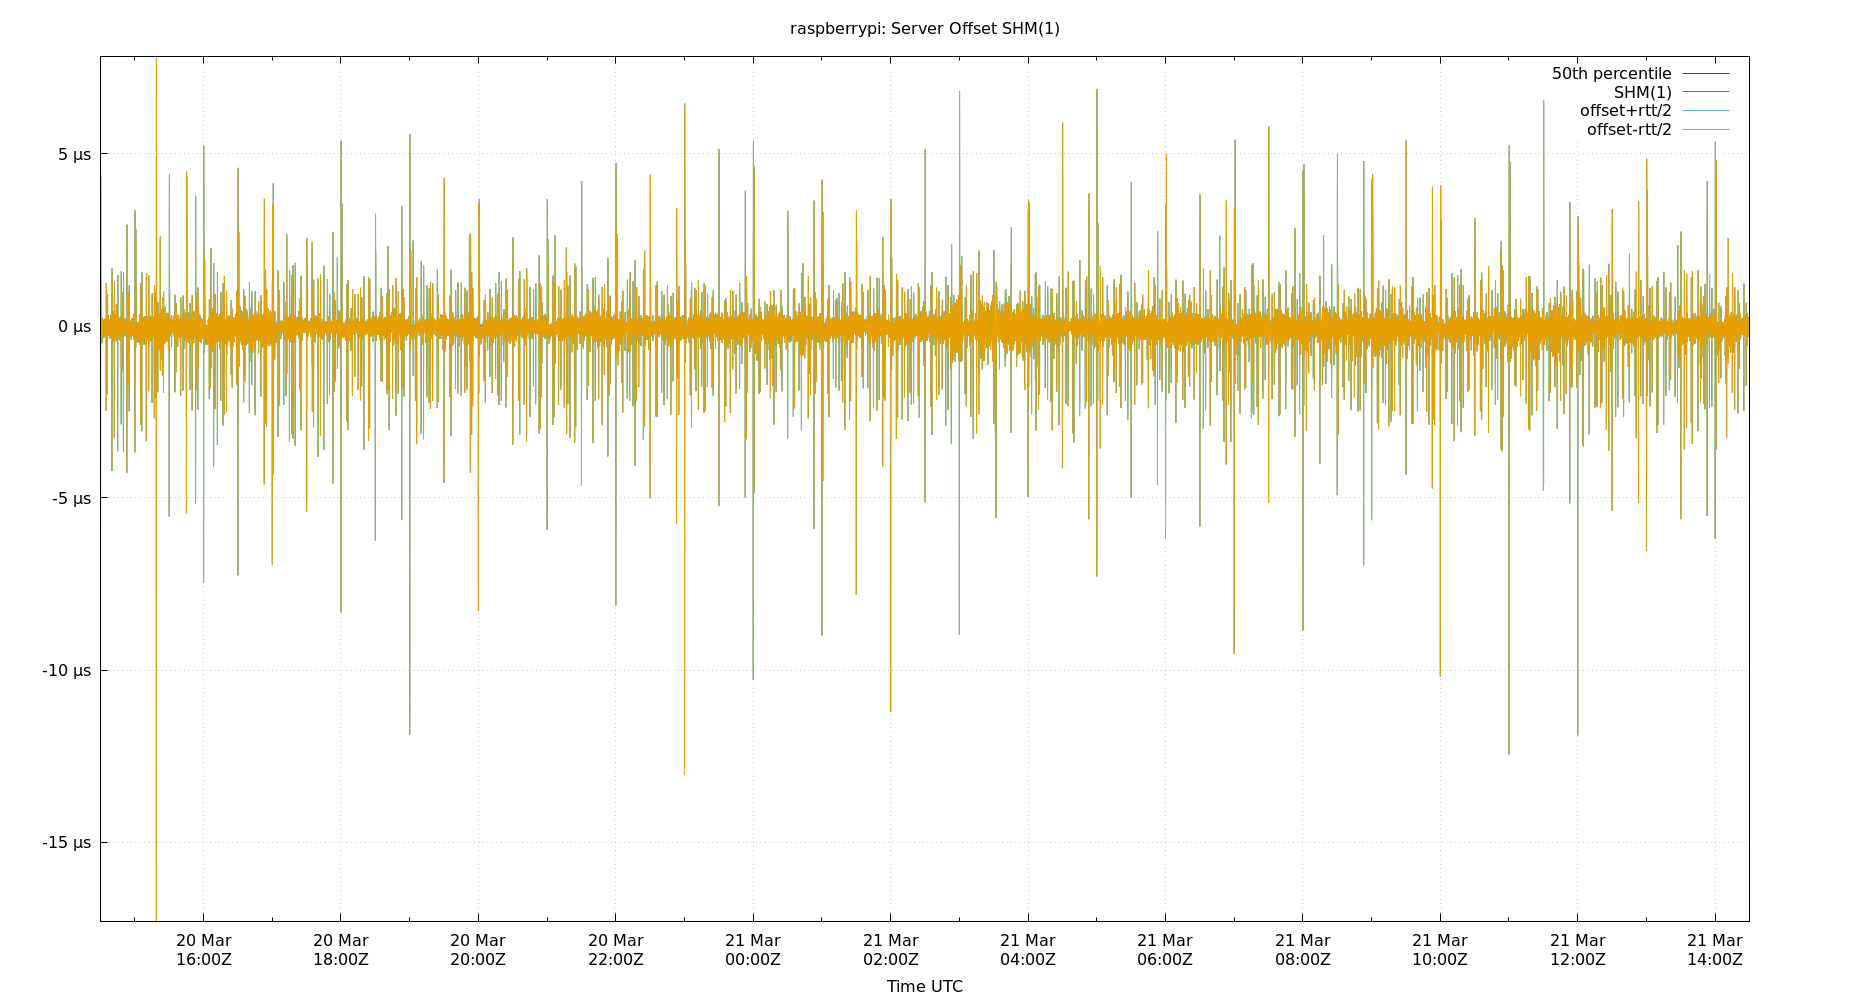 raspberrypi: Server Offset SHM(1)
50th percentile
SHM(1)
offset+rtt/2
offset-rtt/2
5 µs
0 µs
-5 µs
-10 µs
-15 µs
20 Mar 20 Mar 20 Mar 20 Mar 21 Mar 21 Mar 21 Mar 21 Mar 21 Mar 21 Mar 21 Mar 21 Mar
16:00Z 18:00Z 20:00Z 22:00Z 00:00Z 02:00Z 04:00Z 06:00Z 08:00Z 10:00Z 12:00Z 14:00Z
Time UTC